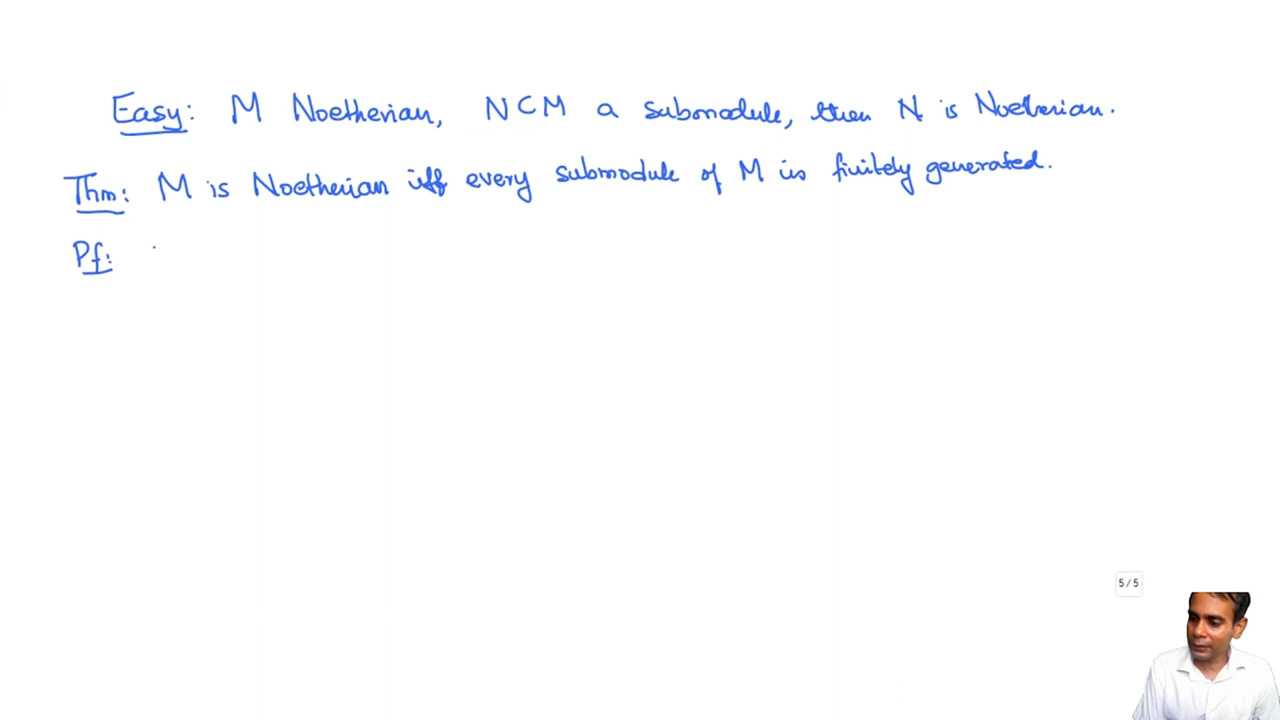 Easy: M Noetherian, N ⊂ M a submodule, then N is Noetherian.
Thm: M is Noetherian iff every submodule of M is finitely generated.
Pf:
5 / 5